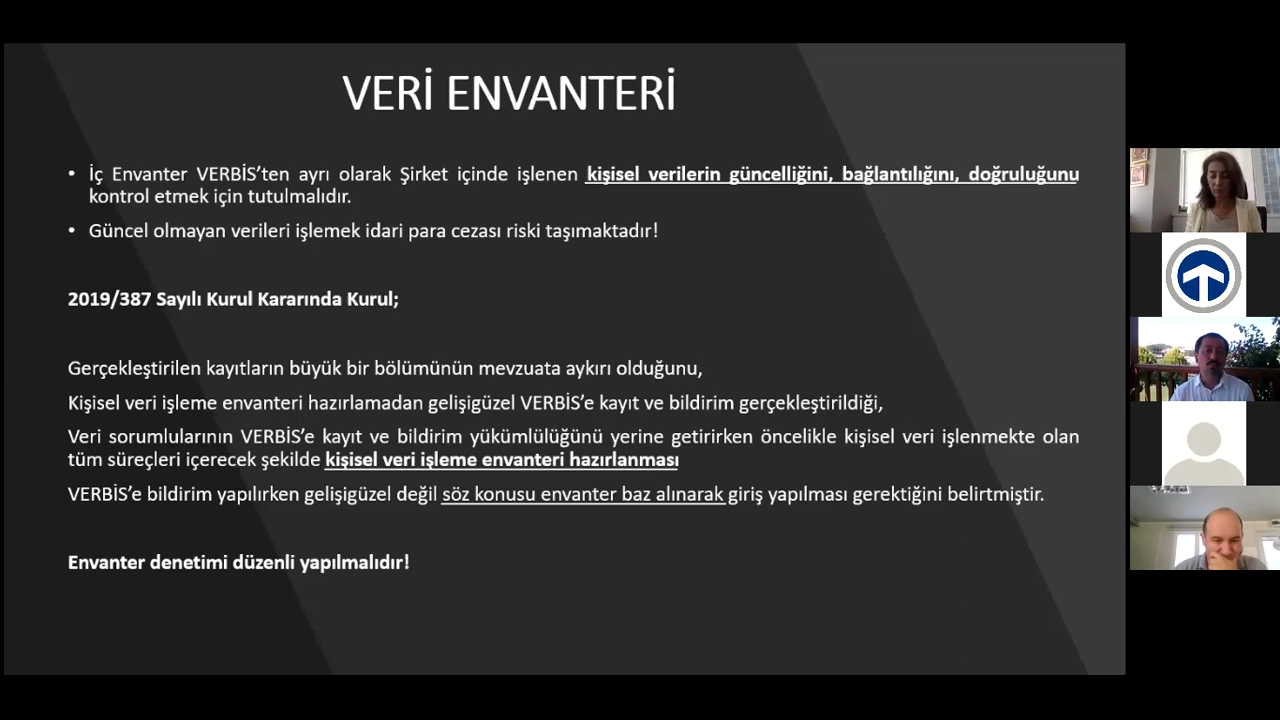 VERİ ENVANTERİ
• İç Envanter VERBİS’ten ayrı olarak Şirket içinde işlenen kişisel verilerin güncelliğini, bağlantılığını, doğruluğunu
kontrol etmek için tutulmalıdır.
• Güncel olmayan verileri işlemek idari para cezası riski taşımaktadır!
2019/387 Sayılı Kurul Kararında Kurul;
Gerçekleştirilen kayıtların büyük bir bölümünün mevzuata aykırı olduğunu,
Kişisel veri işleme envanteri hazırlamadan gelişigüzel VERBİS’e kayıt ve bildirim gerçekleştirildiği,
Veri sorumlularının VERBİS’e kayıt ve bildirim yükümlülüğünü yerine getirirken öncelikle kişisel veri işlenmekte olan
tüm süreçleri içerecek şekilde kişisel veri işleme envanteri hazırlanması
VERBİS’e bildirim yapılırken gelişigüzel değil söz konusu envanter baz alınarak giriş yapılması gerektiğini belirtmiştir.
Envanter denetimi düzenli yapılmalıdır!